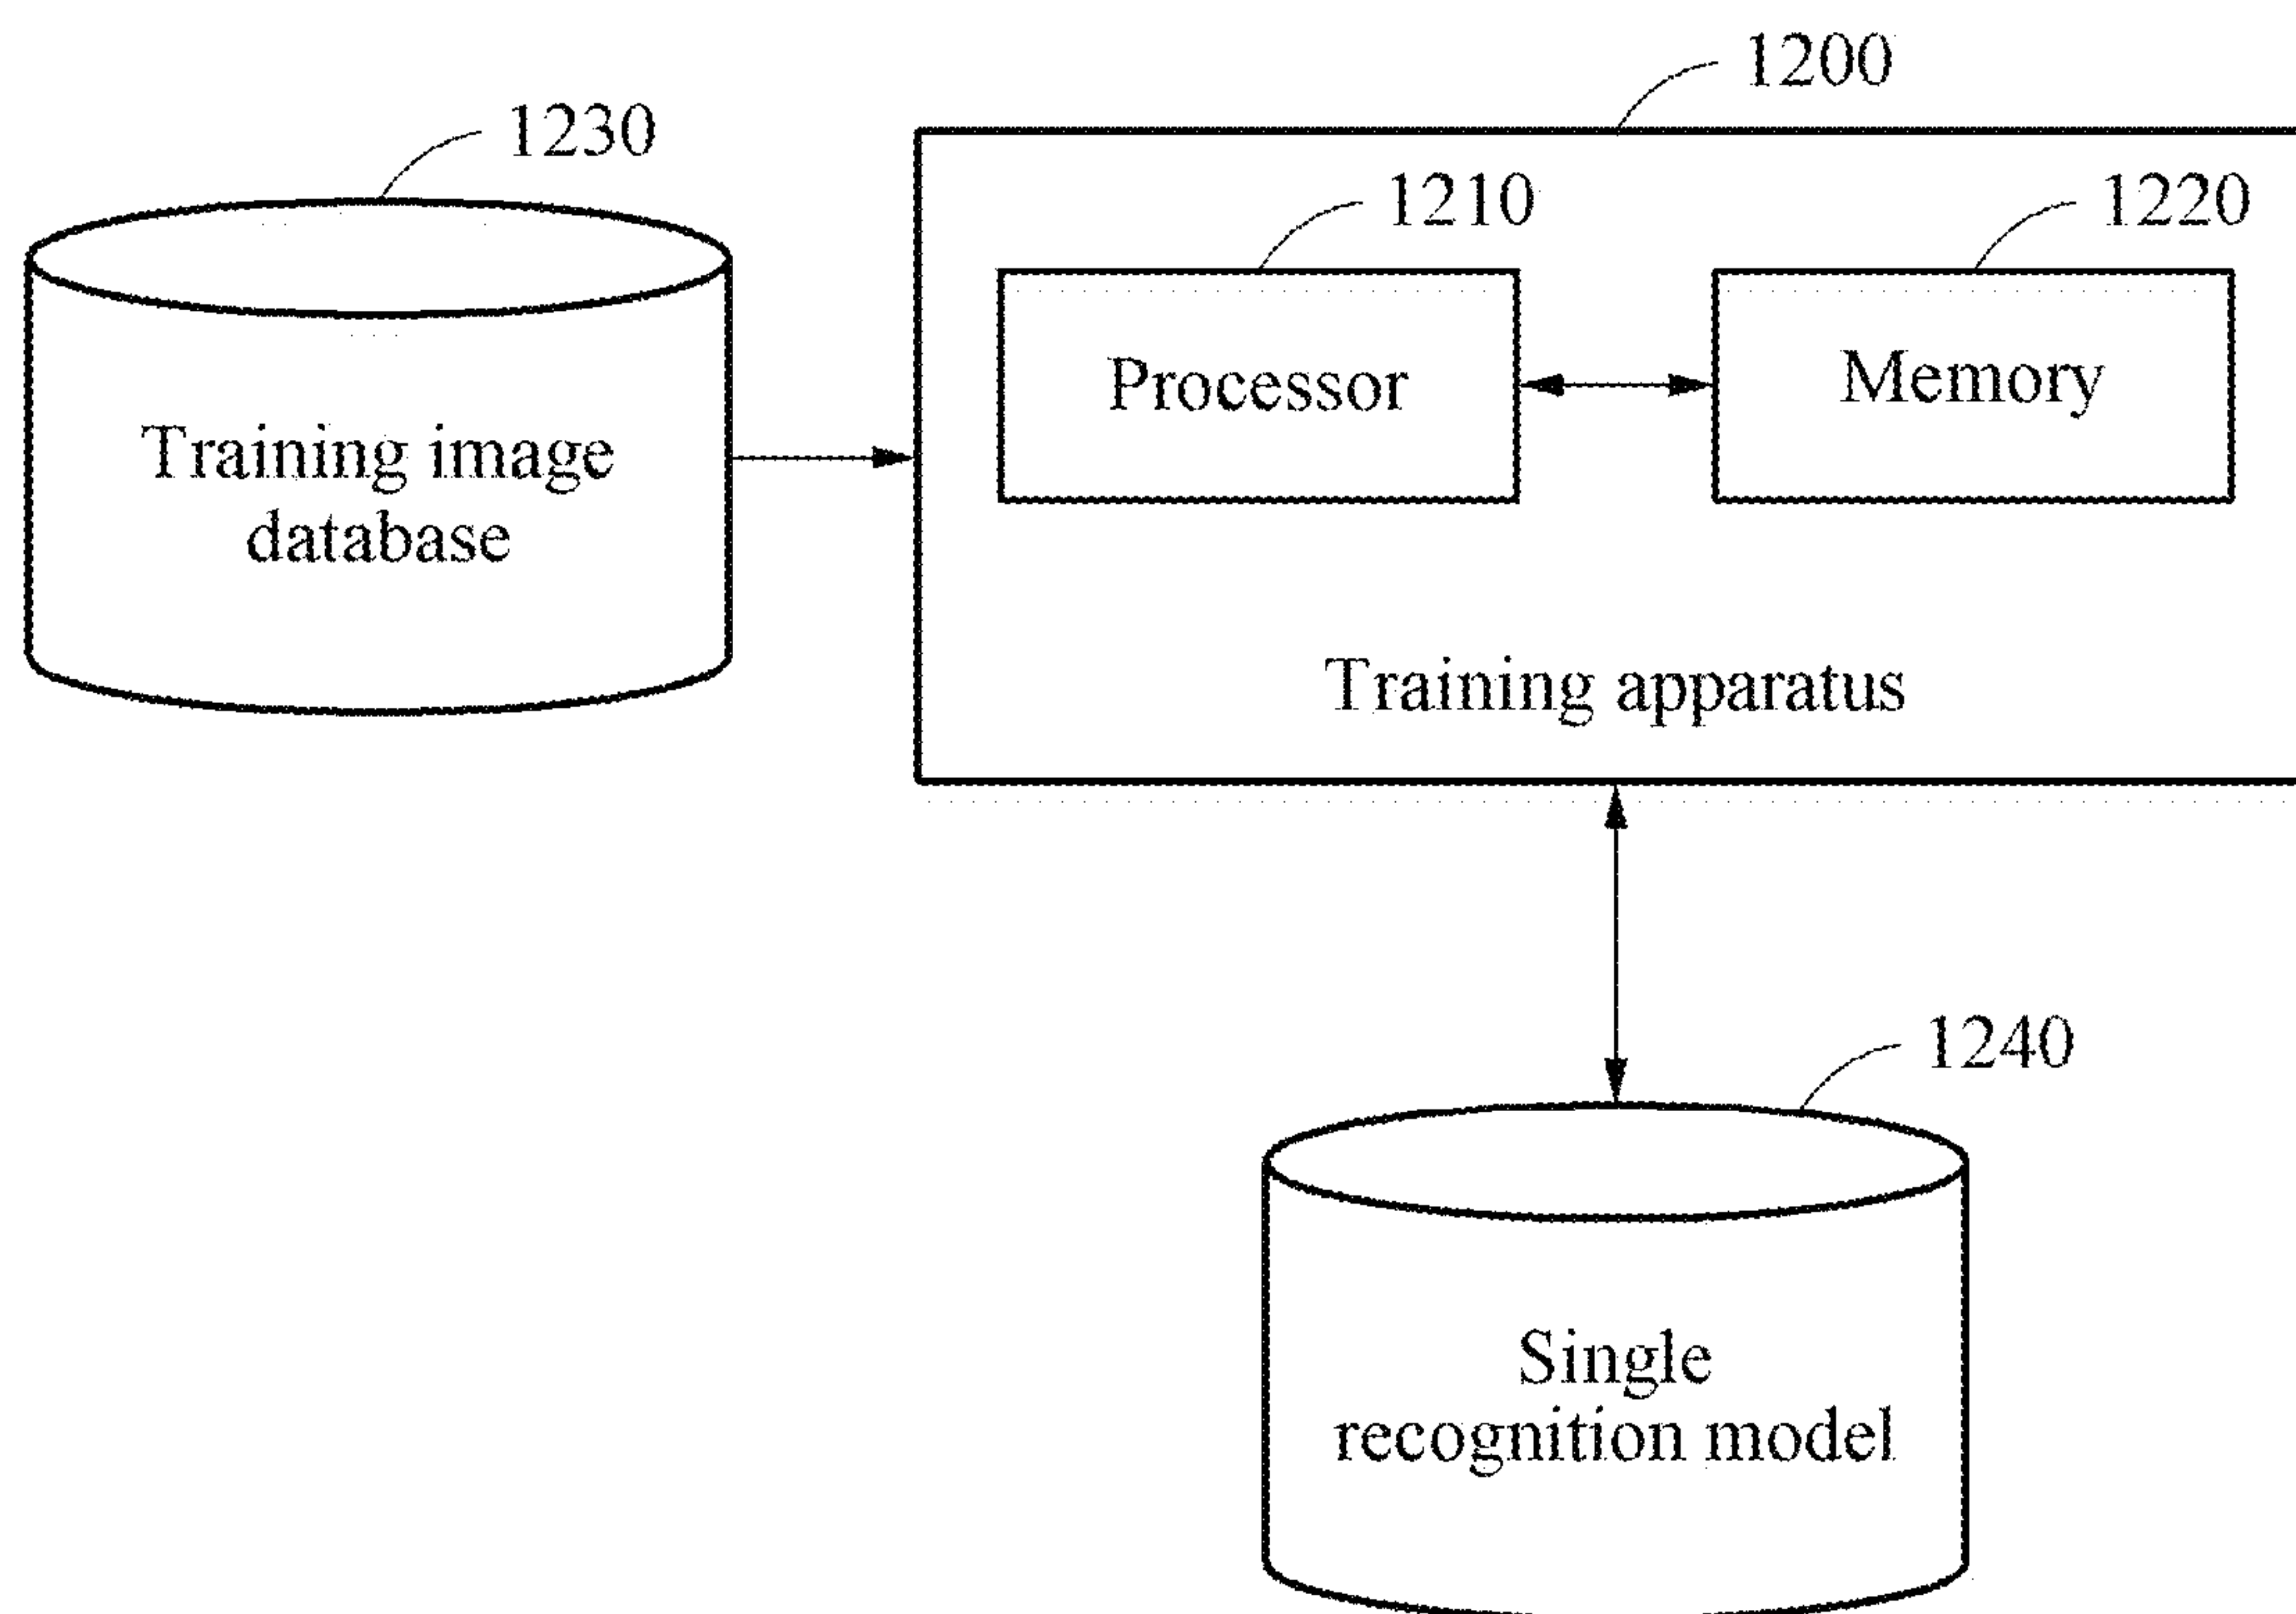 1200
1230
1210
1220
Processor
Memory
Training image
database
Training apparatus
1240
Single
recognition model